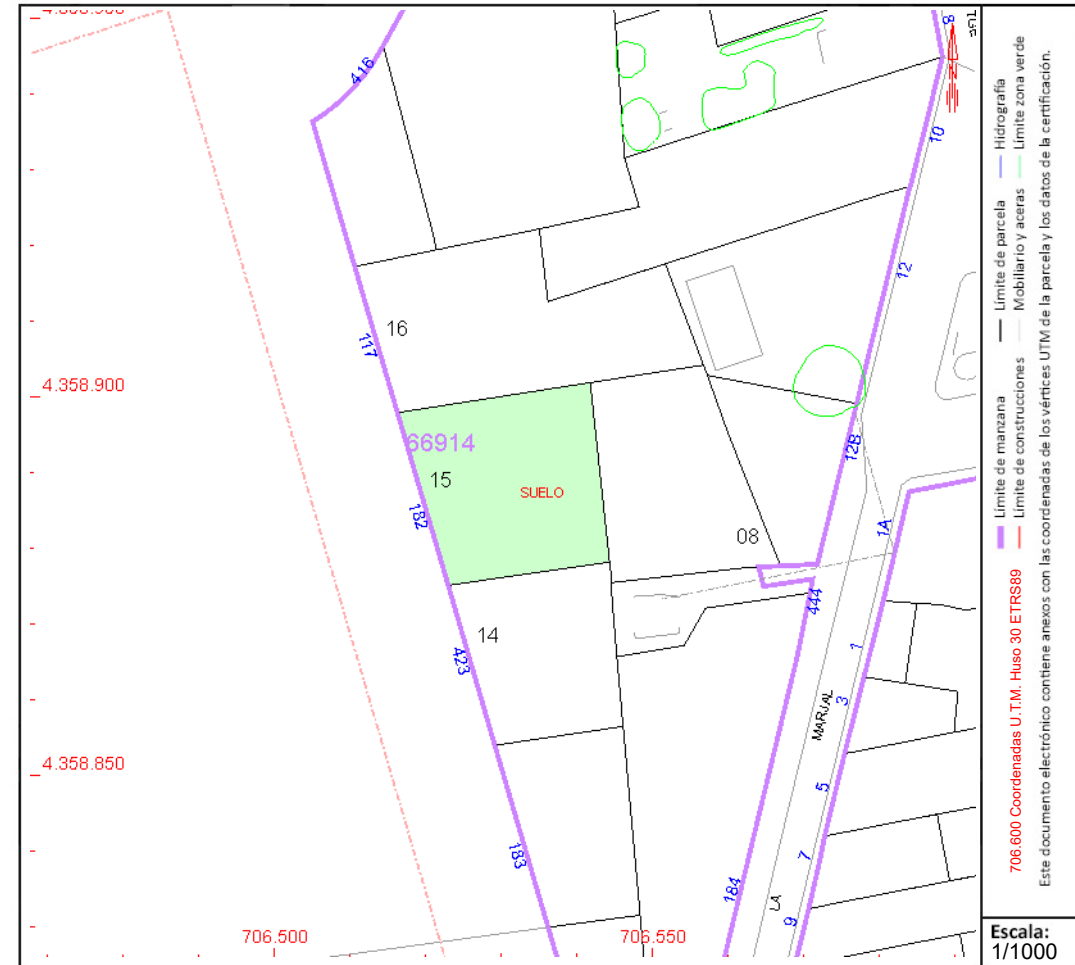 416
8
10
12
16
117
4.358.900
66914
15
SUELO
182
12B
1A
08
444
14
423
1
3
MARJAL
4.358.850
5
183
7
184
LA
9
706.500
706.550
Límite de manzana
Límite de parcela
Hidrografía
Límite de construcciones
Mobiliario y aceras
Límite zona verde
706.600 Coordenadas U.T.M. Huso 30 ETRS89
Este documento electrónico contiene anexos con las coordenadas de los vértices UTM de la parcela y los datos de la certificación.
Escala:
1/1000